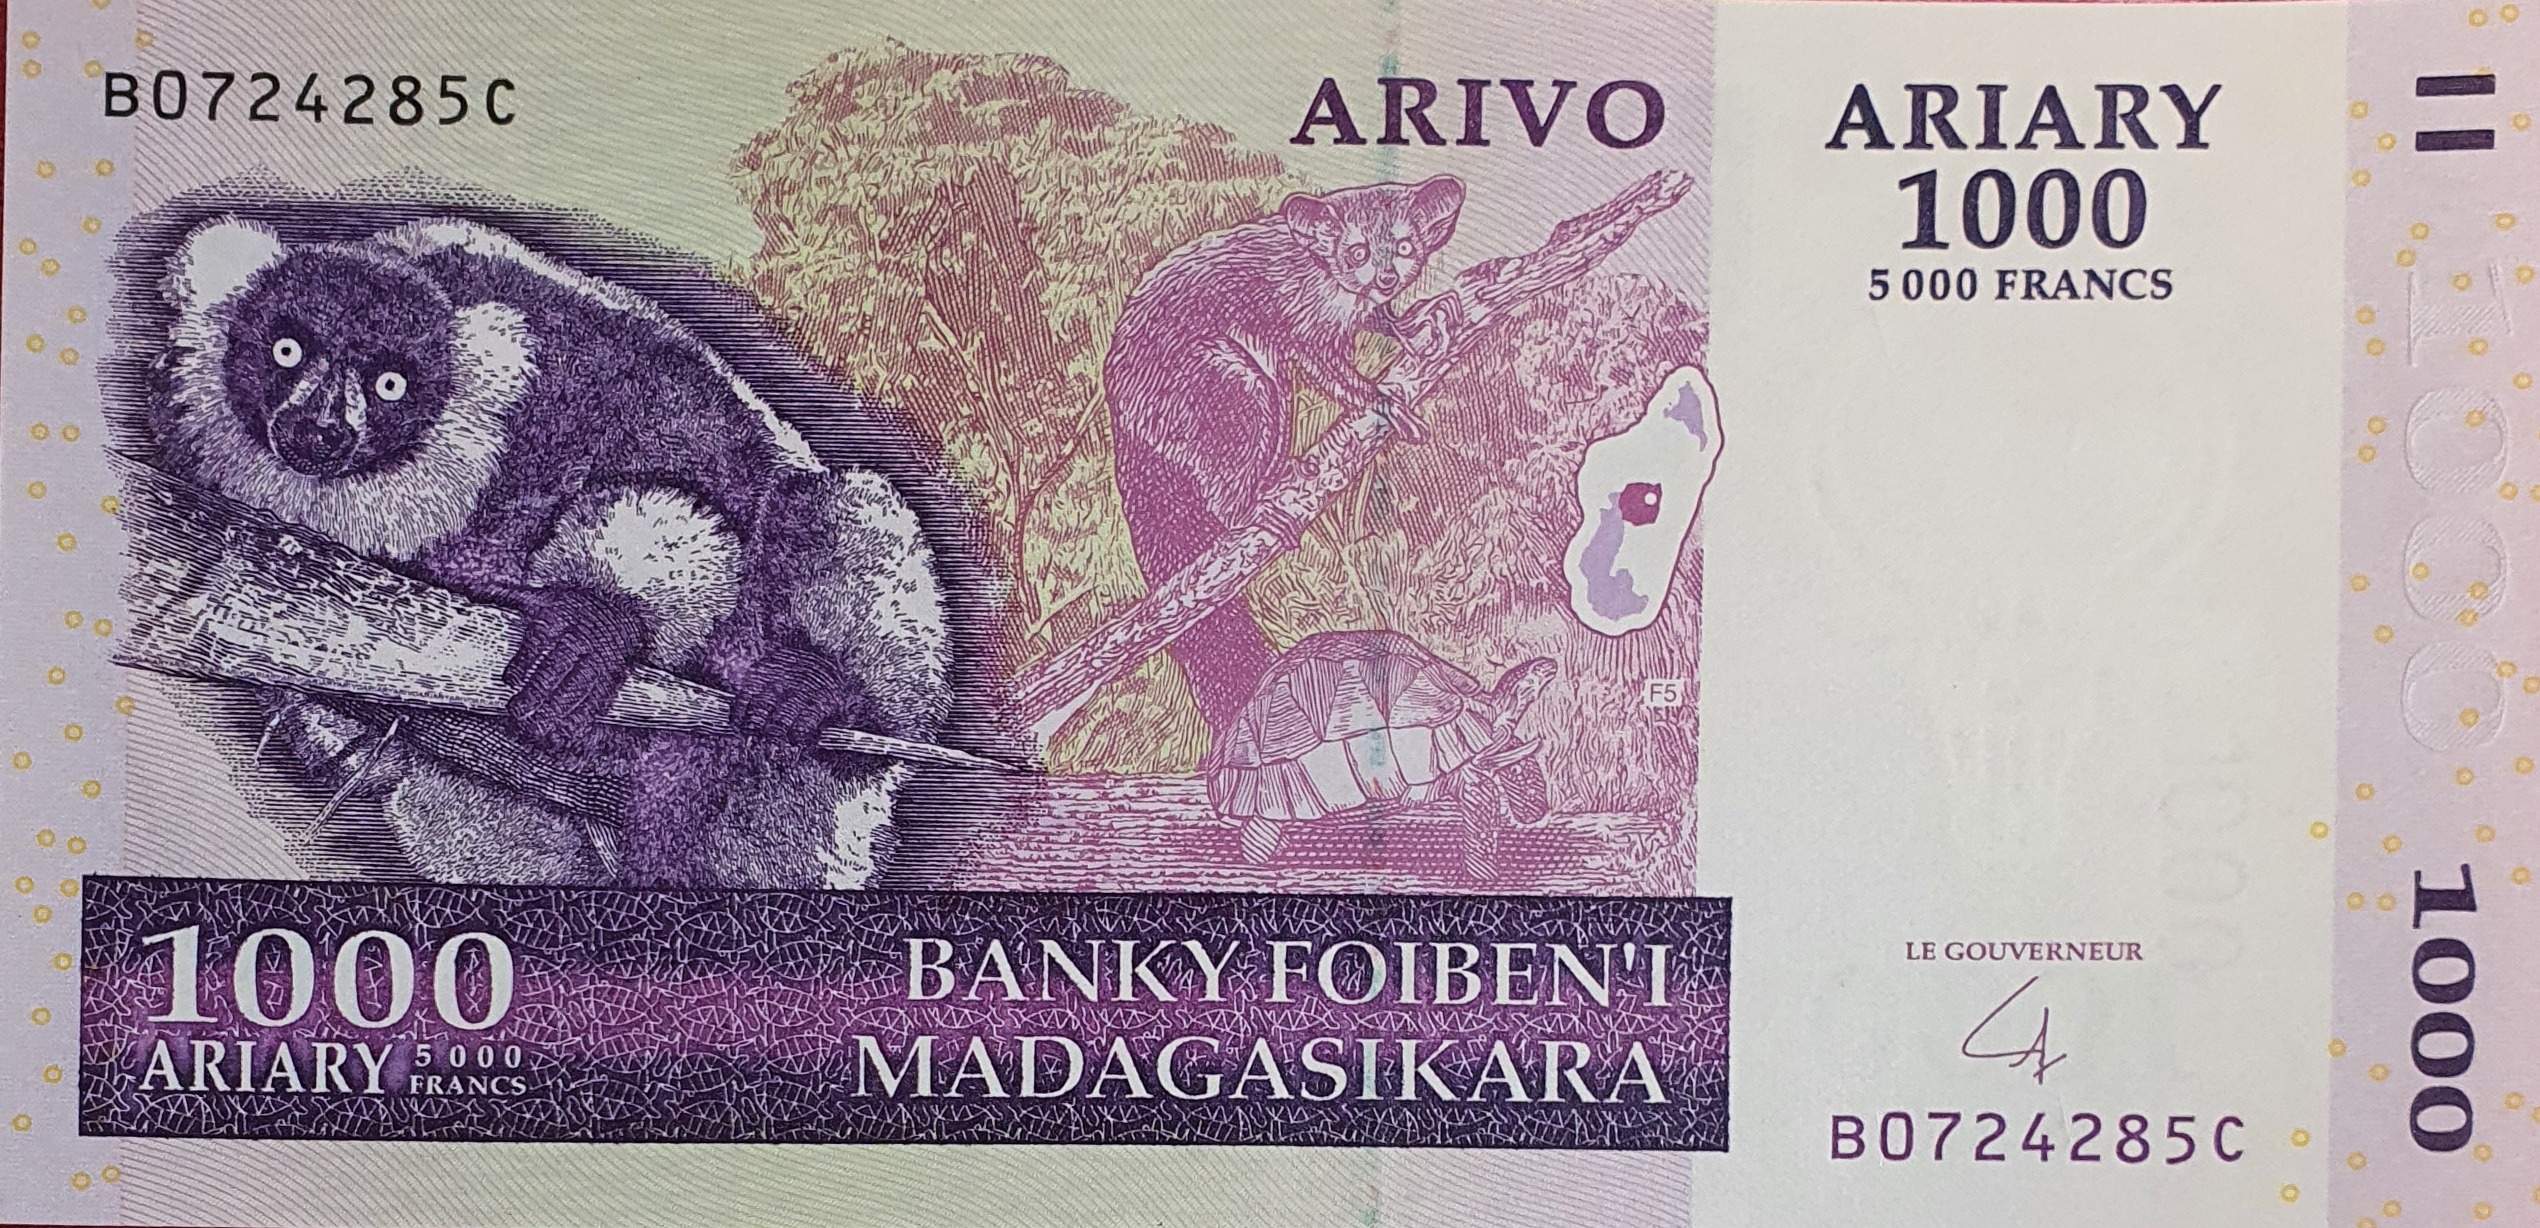 B0724285C
ARIVO
ARIARY
1000
5 000 FRANCS
1000
F5
1000
ARIARY 5 000 FRANCS
BANKY FOIBEN'I
MADAGASIKARA
LE GOUVERNEUR
B0724285C
1000